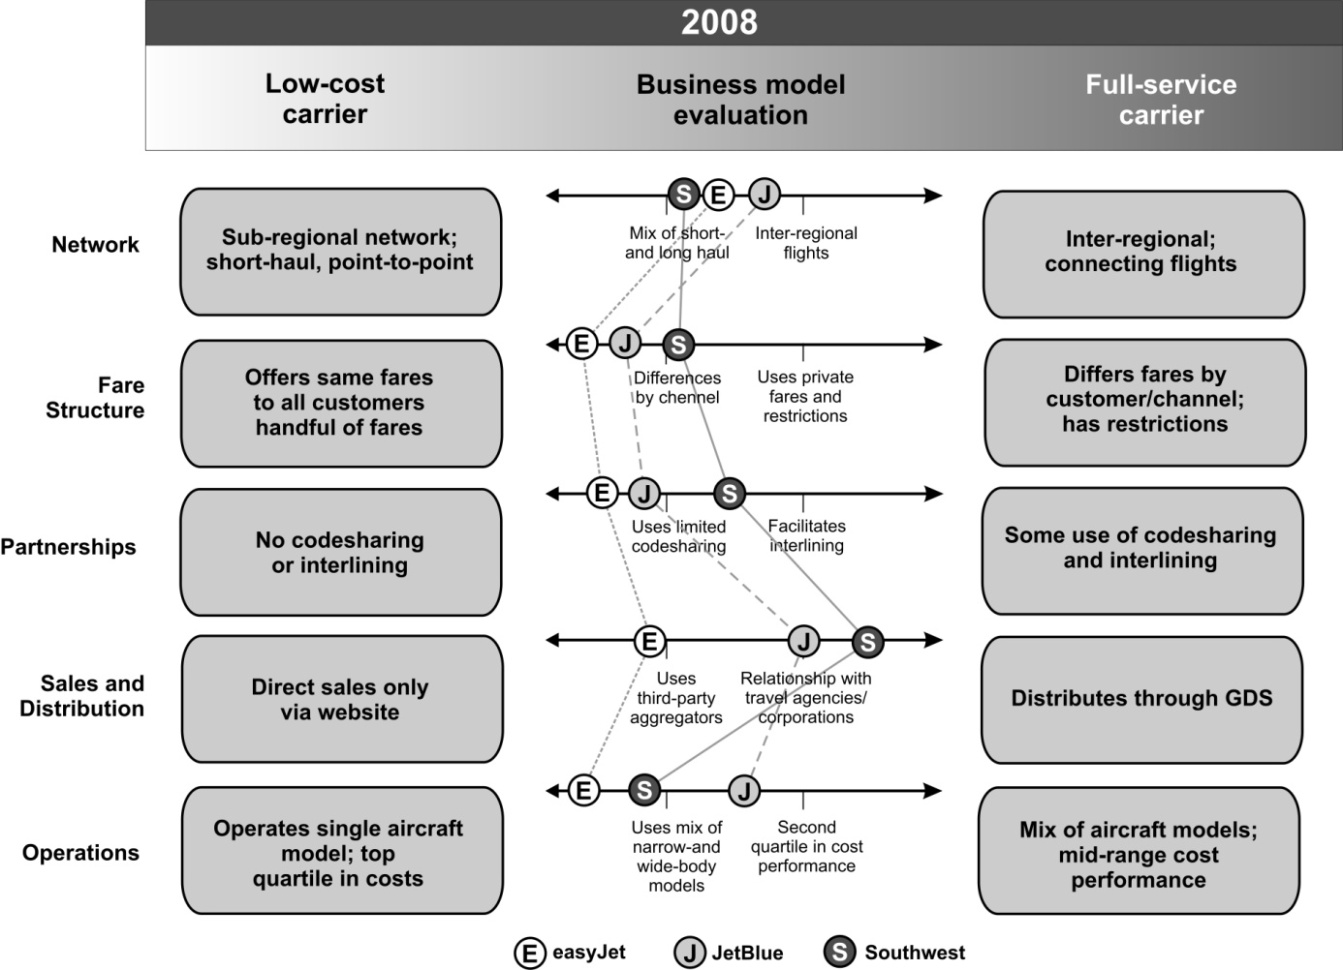 2008
Low-cost
carrier
Business model
evaluation
Full-service
carrier
Network
Sub-regional network;
short-haul, point-to-point
S E J
Mix of short-
and long haul
Inter-regional
flights
Inter-regional;
connecting flights
Fare
Structure
Offers same fares
to all customers
handful of fares
E J S
Differences
by chennel
Uses private
fares and
restrictions
Differs fares by
customer/channel;
has restrictions
Partnerships
No codesharing
or interlining
E J S
Uses limited
codesharing
Facilitates
interlining
Some use of codesharing
and interlining
Sales and
Distribution
Direct sales only
via website
E J S
Uses
third-party
aggregators
Relationship with
travel agencies/
corporations
Distributes through GDS
Operations
Operates single aircraft
model; top
quartile in costs
E S J
Uses mix of
narrow-and
wide-body
models
Second
quartile in cost
performance
Mix of aircraft models;
mid-range cost
performance
E easyJet J JetBlue S Southwest